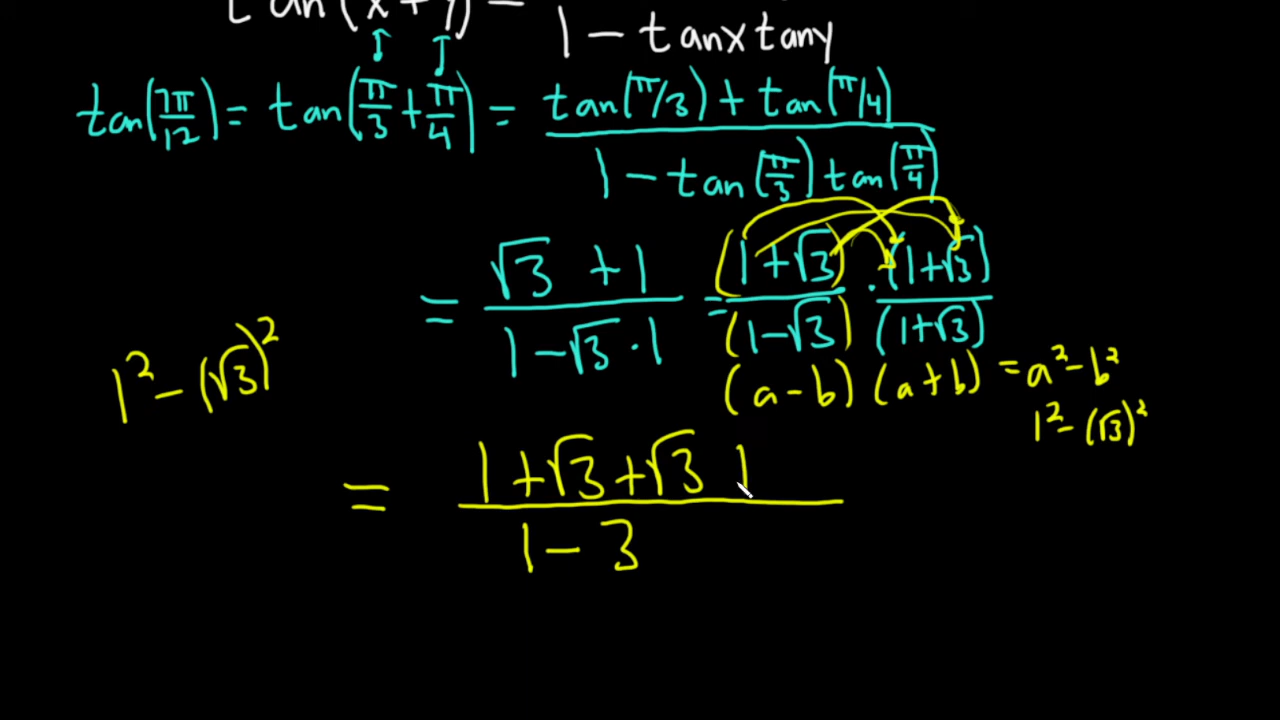 tan(x+y) =
1 - tanx tany
tan(7π/12) = tan(π/3 + π/4) = tan(π/3) + tan(π/4)
1 - tan(π/3) tan(π/4)
= √3 + 1 = (1+√3) · (1+√3)
1 - √3 · 1 (1-√3) (1+√3)
1² - (√3)² (a - b) (a + b) = a² - b²
1² - (√3)²
= 1 + √3 + √3 1
1 - 3